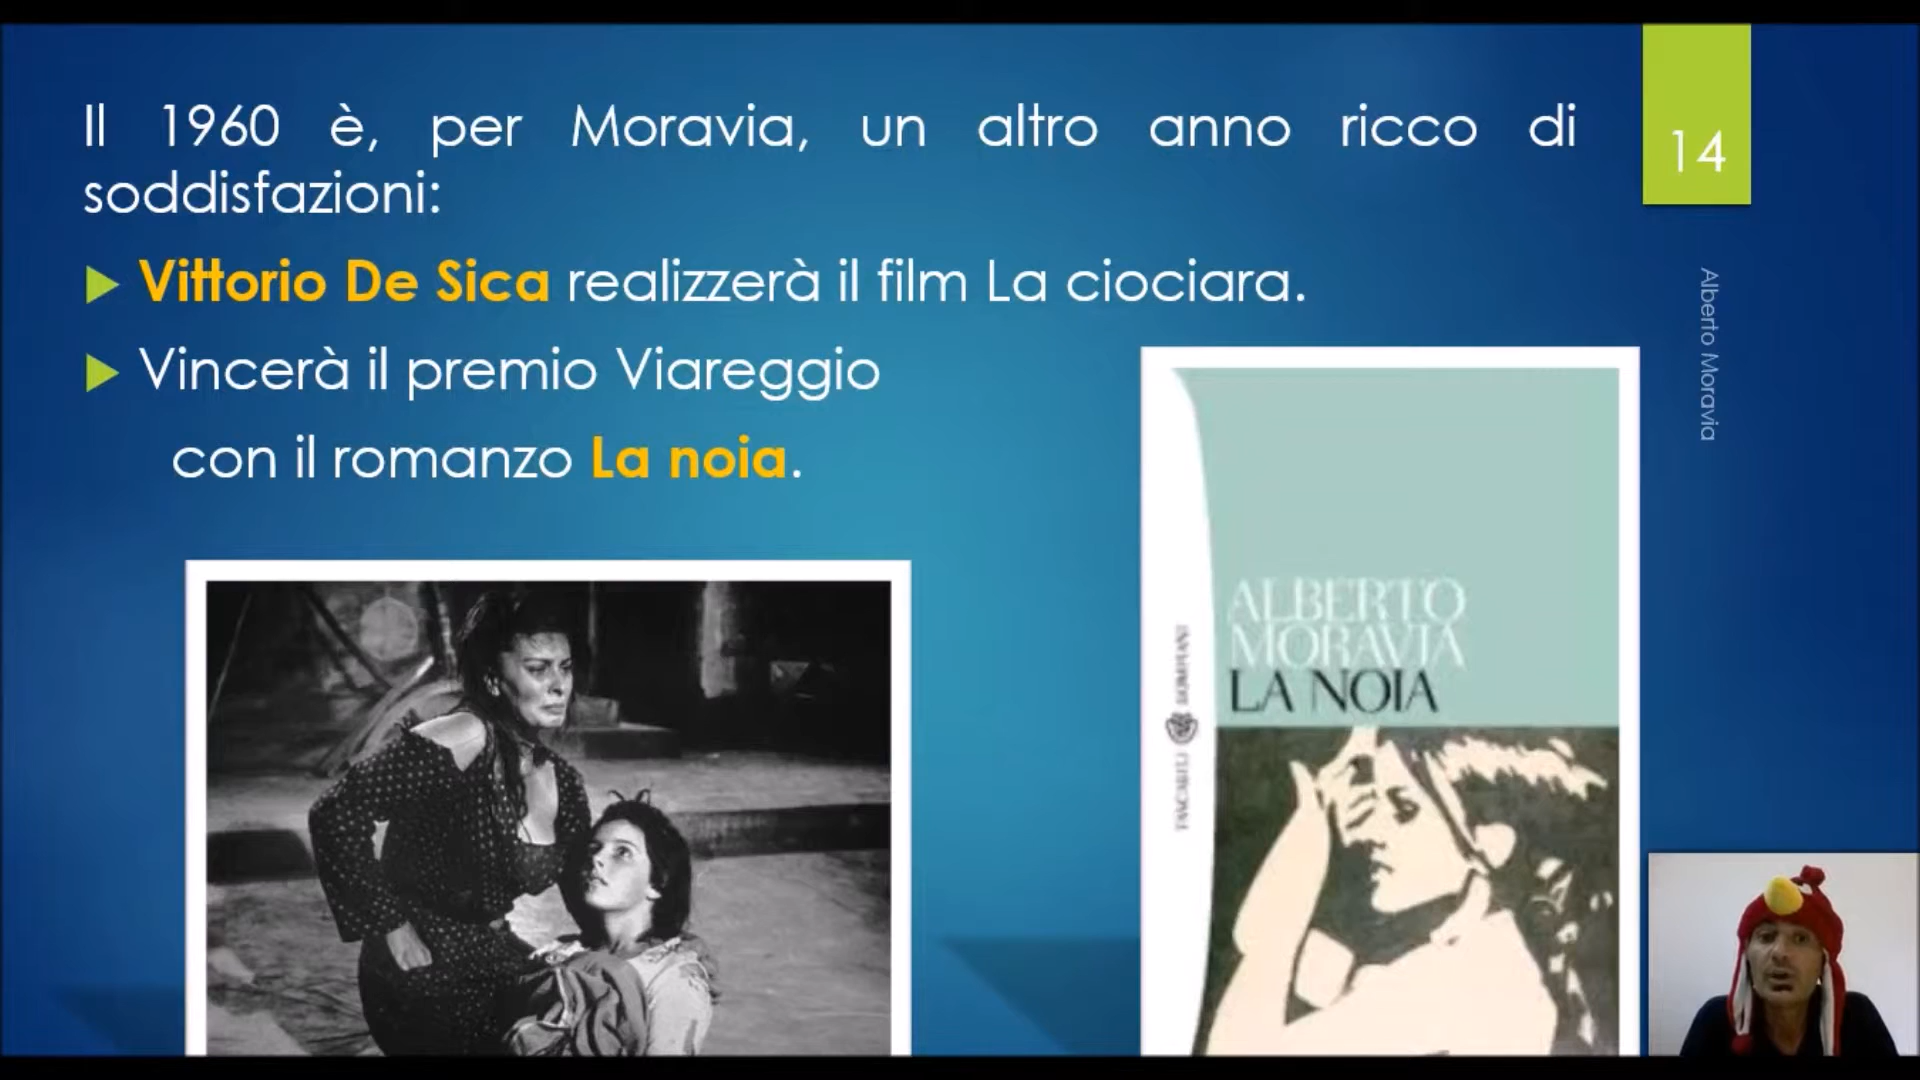 Il 1960 è, per Moravia, un altro anno ricco di
soddisfazioni:
Vittorio De Sica realizzerà il film La ciociara.
Vincerà il premio Viareggio
con il romanzo La noia.
14
Alberto Moravia
ALBERTO
MORAVIA
LA NOIA
TASCABILI BOMPIANI